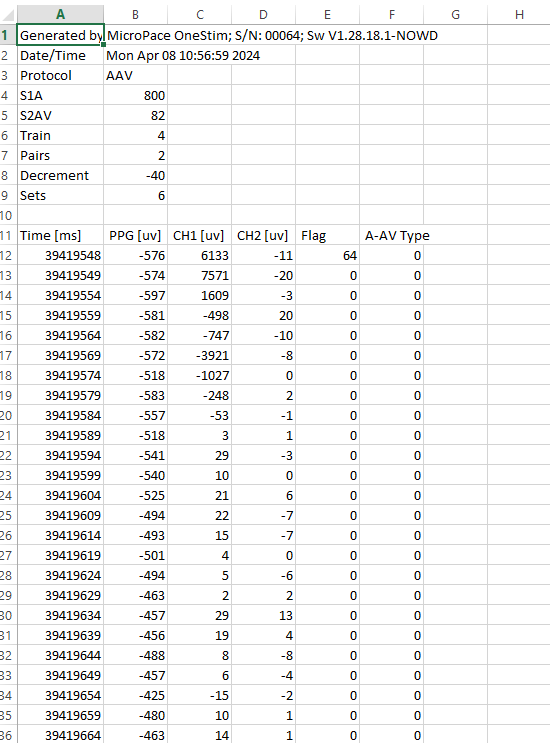 A B C D E F G H
1 Generated by MicroPace OneStim; S/N: 00064; Sw V1.28.18.1-NOWD
2 Date/Time Mon Apr 08 10:56:59 2024
3 Protocol AAV
4 S1A 800
5 S2AV 82
6 Train 4
7 Pairs 2
8 Decrement -40
9 Sets 6
10
11 Time [ms] PPG [uv] CH1 [uv] CH2 [uv] Flag A-AV Type
12 39419548 -576 6133 -11 64 0
13 39419549 -574 7571 -20 0 0
14 39419554 -597 1609 -3 0 0
15 39419559 -581 -498 20 0 0
16 39419564 -582 -747 -10 0 0
17 39419569 -572 -3921 -8 0 0
18 39419574 -518 -1027 0 0 0
19 39419579 -583 -248 2 0 0
20 39419584 -557 -53 -1 0 0
21 39419589 -518 3 1 0 0
22 39419594 -541 29 -3 0 0
23 39419599 -540 10 0 0 0
24 39419604 -525 21 6 0 0
25 39419609 -494 22 -7 0 0
26 39419614 -493 15 -7 0 0
27 39419619 -501 4 0 0 0
28 39419624 -494 5 -6 0 0
29 39419629 -463 2 2 0 0
30 39419634 -457 29 13 0 0
31 39419639 -456 19 4 0 0
32 39419644 -488 8 -8 0 0
33 39419649 -457 6 -4 0 0
34 39419654 -425 -15 -2 0 0
35 39419659 -480 10 1 0 0
36 39419664 -463 14 1 0 0